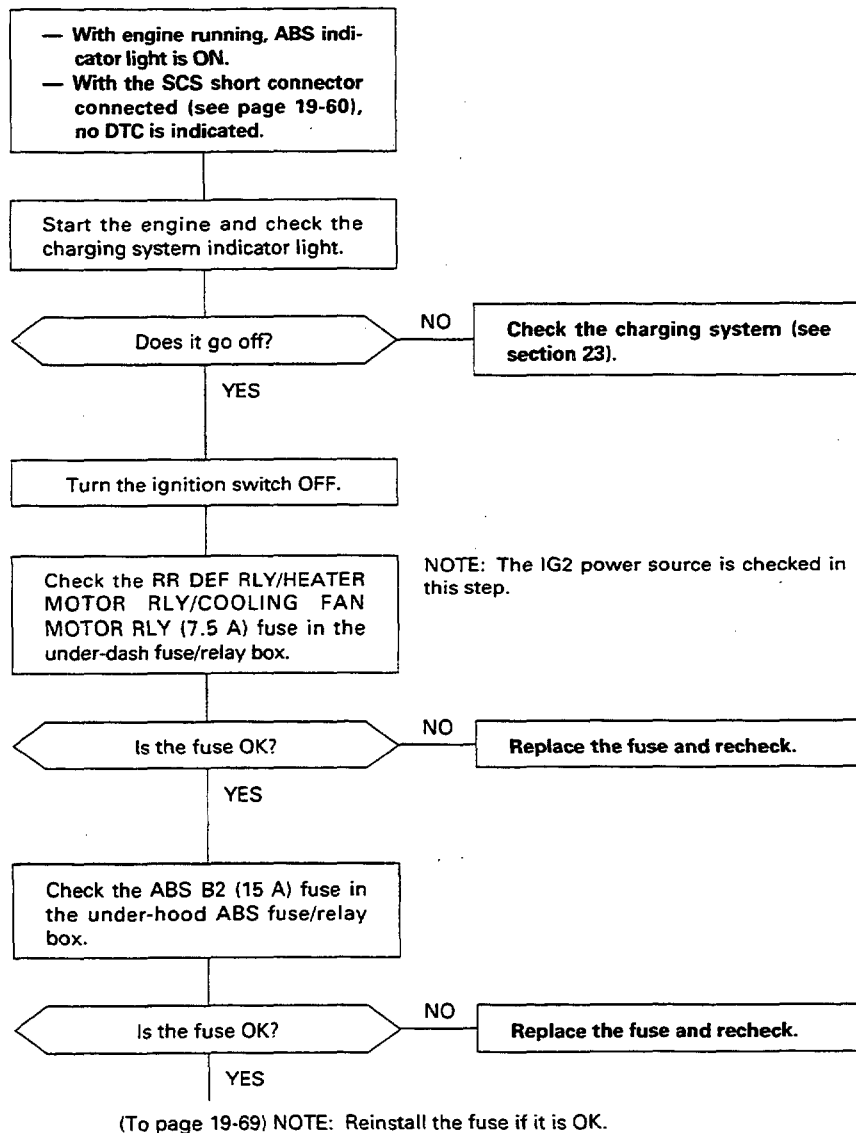 — With engine running, ABS indi-
cator light is ON.
— With the SCS short connector
connected (see page 19-60),
no DTC is indicated.
Start the engine and check the
charging system indicator light.
Does it go off?
NO
Check the charging system (see
section 23).
YES
Turn the ignition switch OFF.
Check the RR DEF RLY/HEATER
MOTOR RLY/COOLING FAN
MOTOR RLY (7.5 A) fuse in the
under-dash fuse/relay box.
NOTE: The IG2 power source is checked in
this step.
Is the fuse OK?
NO
Replace the fuse and recheck.
YES
Check the ABS B2 (15 A) fuse in
the under-hood ABS fuse/relay
box.
Is the fuse OK?
NO
Replace the fuse and recheck.
YES
(To page 19-69) NOTE: Reinstall the fuse if it is OK.